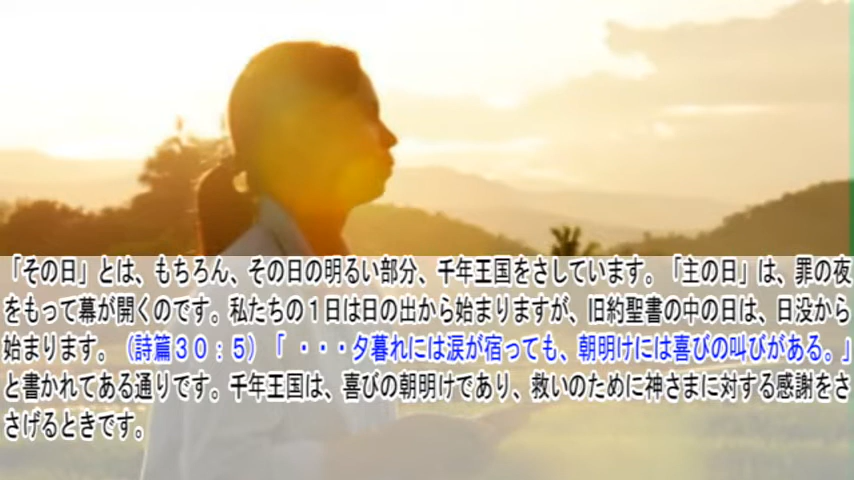 「その日」とは、もちろん、その日の明るい部分、千年王国をさしています。「主の日」は、罪の夜
をもって幕が開くのです。私たちの１日は日の出から始まりますが、旧約聖書の中の日は、日没から
始まります。（詩篇３０：５）「 ・・・夕暮れには涙が宿っても、朝明けには喜びの叫びがある。」
と書かれてある通りです。千年王国は、喜びの朝明けであり、救いのために神さまに対する感謝をさ
さげるときです。